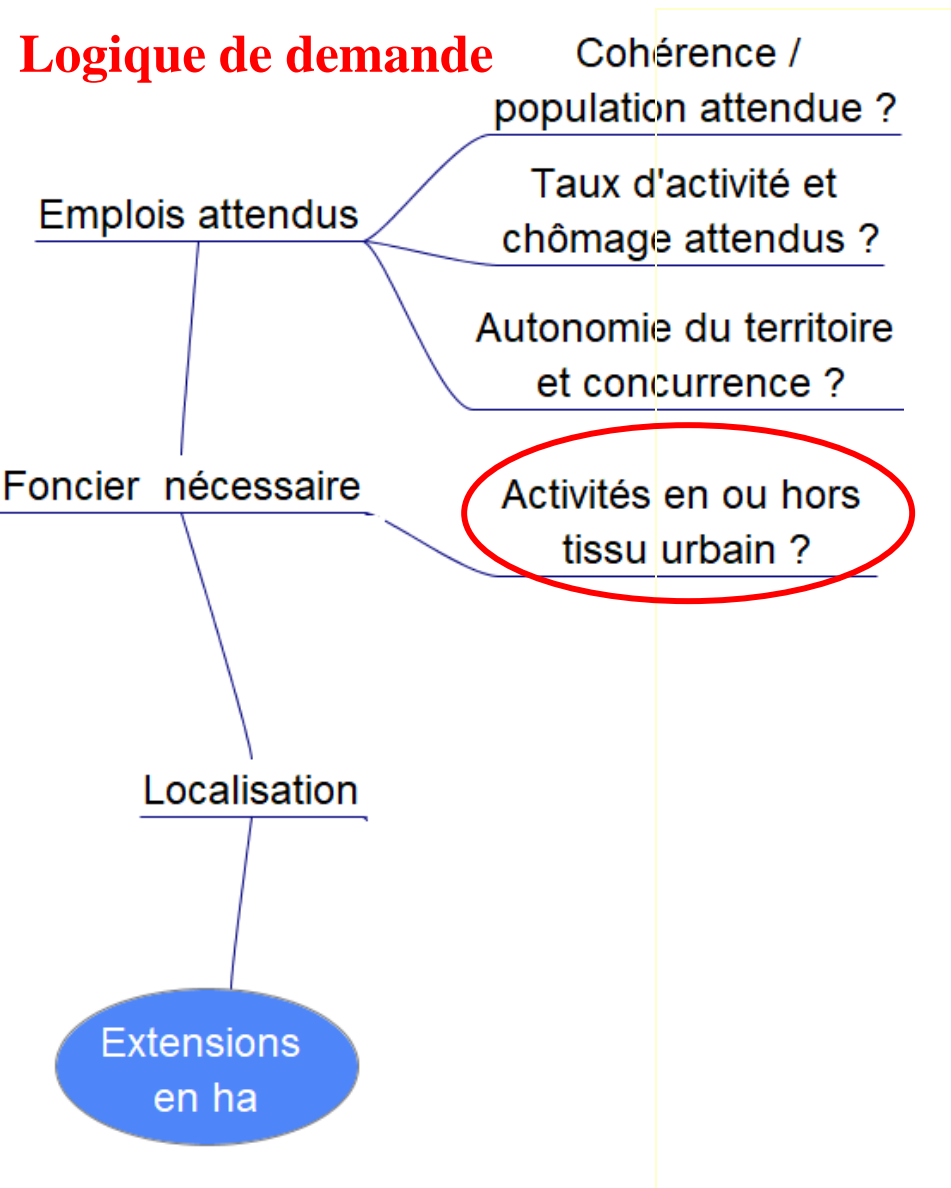 Logique de demande
Cohérence /
population attendue ?
Emplois attendus
Taux d'activité et
chômage attendus ?
Autonomie du territoire
et concurrence ?
Foncier nécessaire
Activités en ou hors
tissu urbain ?
Localisation
Extensions
en ha